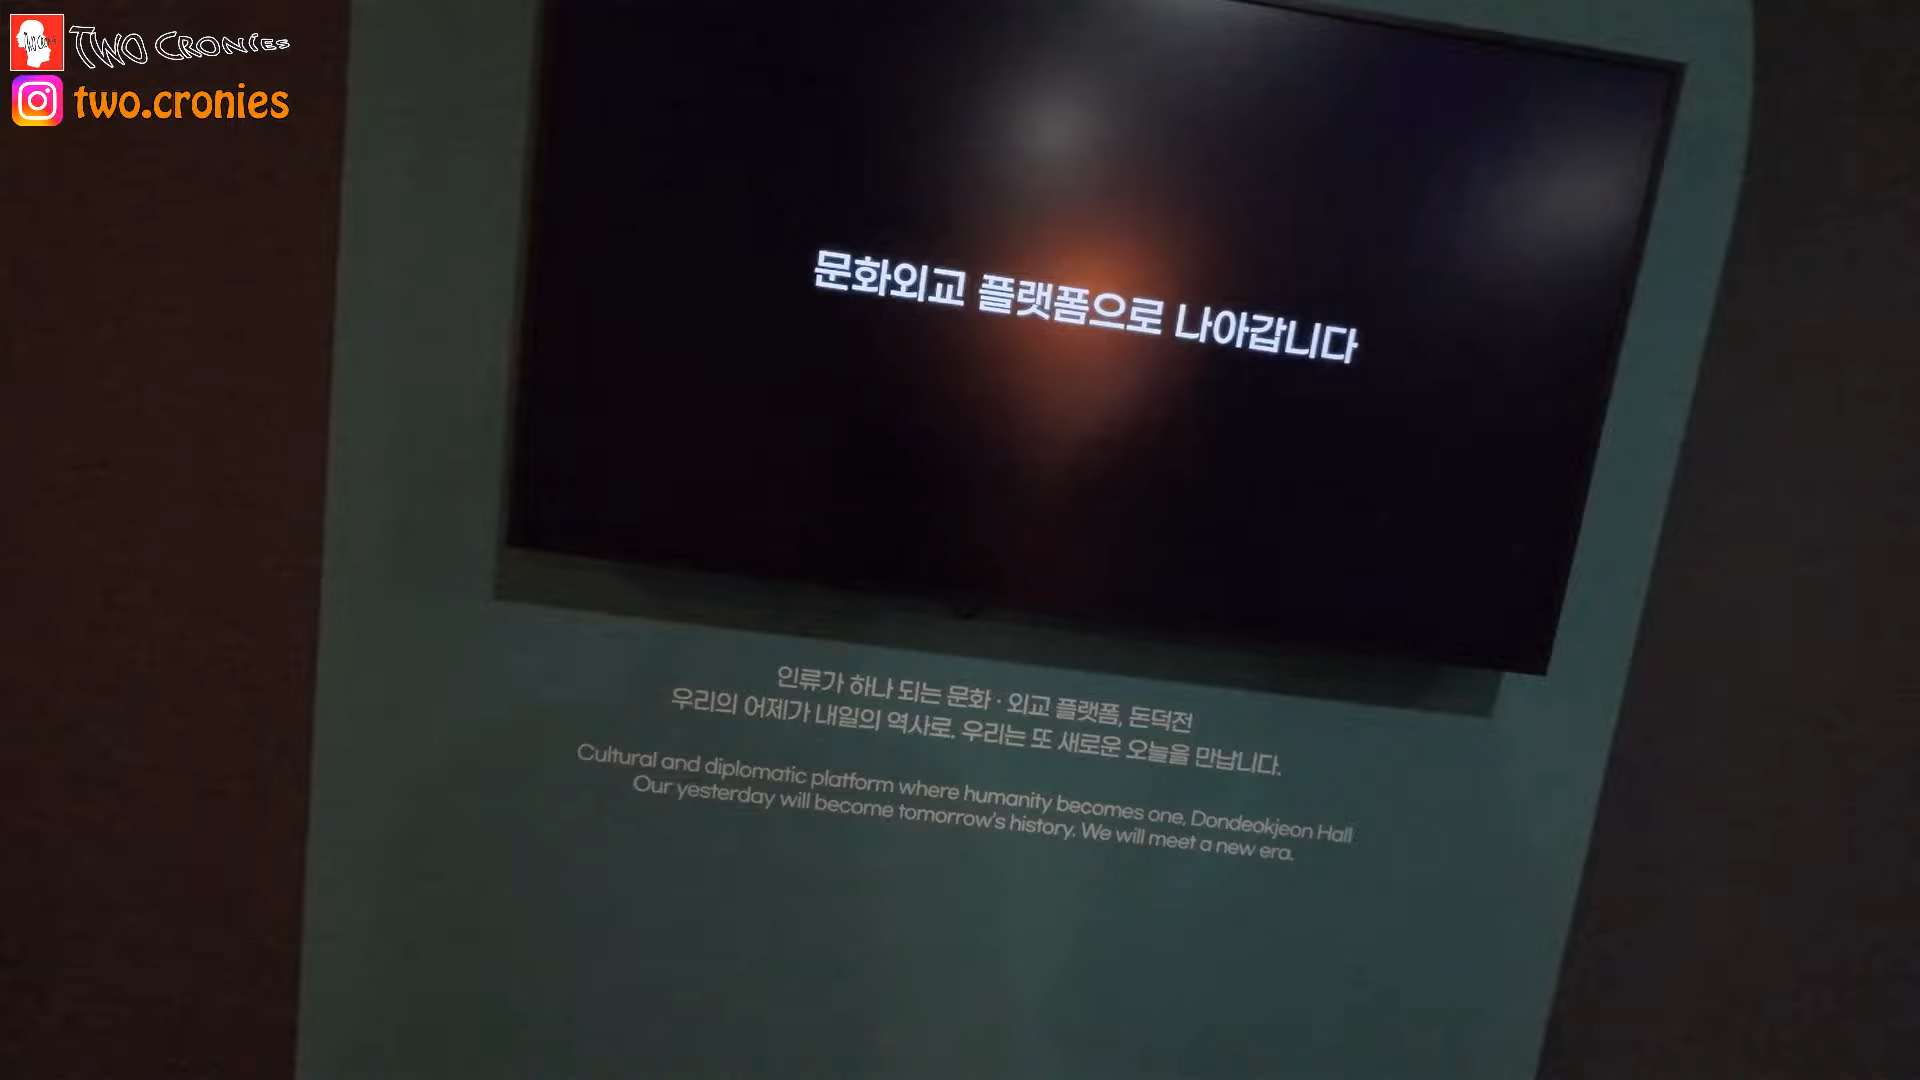 TWO CRONIES
two.cronies
문화외교 플랫폼으로 나아갑니다
인류가 하나 되는 문화 · 외교 플랫폼, 돈덕전
우리의 어제가 내일의 역사로. 우리는 또 새로운 오늘을 만납니다.
Cultural and diplomatic platform where humanity becomes one, Dondeokjeon Hall
Our yesterday will become tomorrow's history. We will meet a new era.